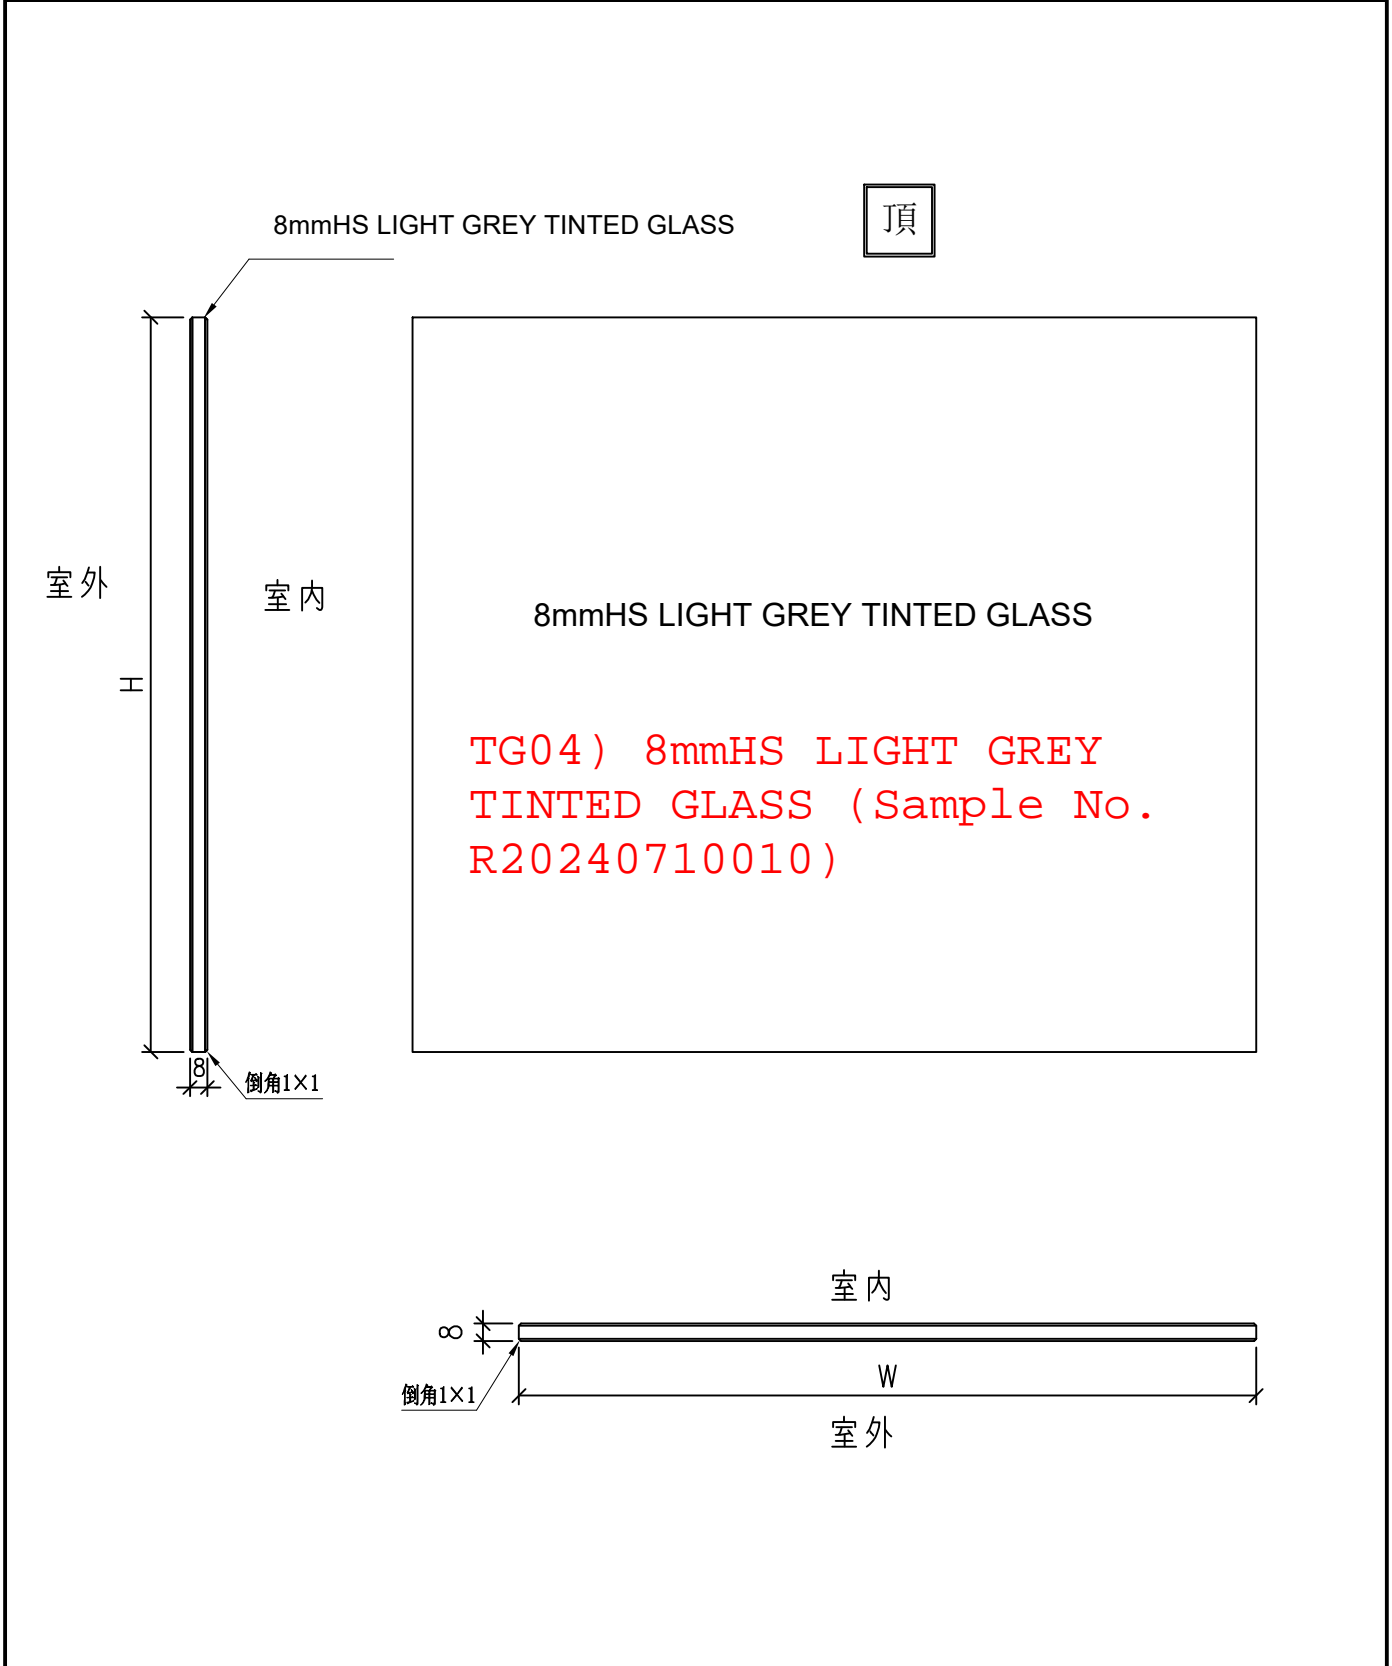 8mmHS LIGHT GREY TINTED GLASS
頂
室外
室内
H
8mmHS LIGHT GREY TINTED GLASS
TG04) 8mmHS LIGHT GREY
TINTED GLASS (Sample No.
R20240710010)
8
倒角1×1
室内
8
W
倒角1×1
室外